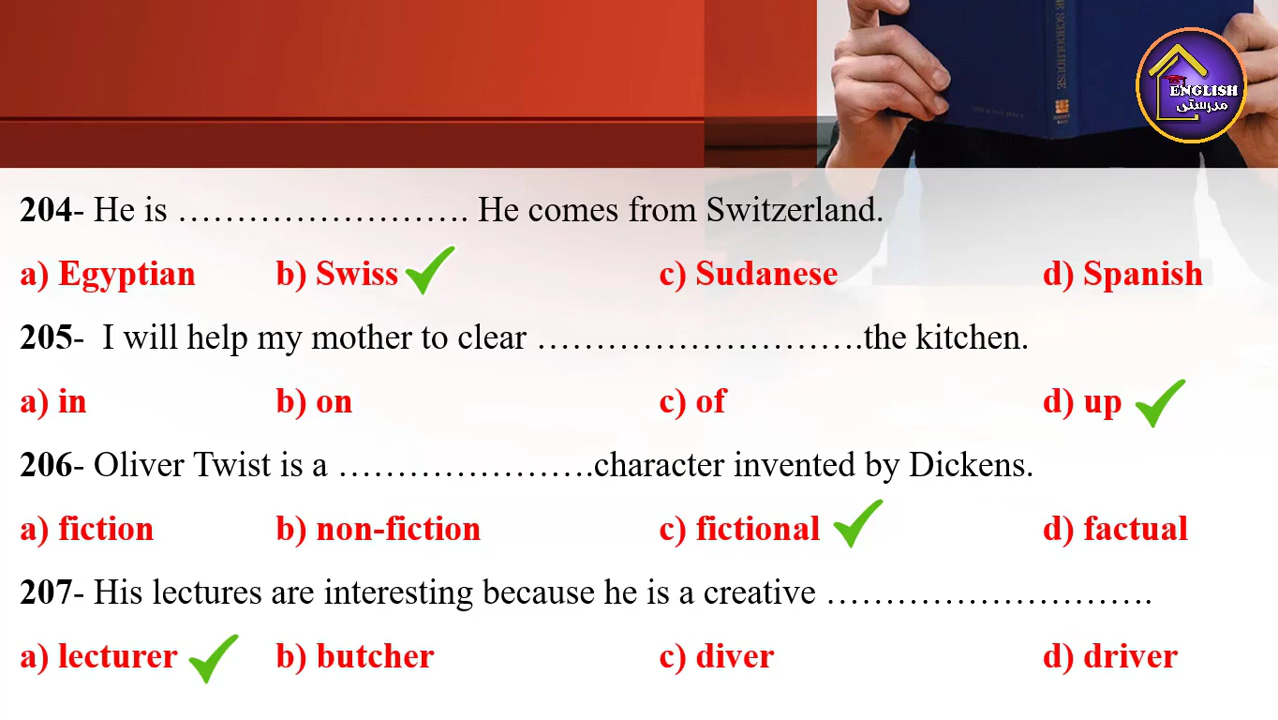 ENGLISH
مدرستي
204- He is ……………………. He comes from Switzerland.
a) Egyptian b) Swiss c) Sudanese d) Spanish
205- I will help my mother to clear ……………………….the kitchen.
a) in b) on c) of d) up
206- Oliver Twist is a ………………….character invented by Dickens.
a) fiction b) non-fiction c) fictional d) factual
207- His lectures are interesting because he is a creative ……………………….
a) lecturer b) butcher c) diver d) driver